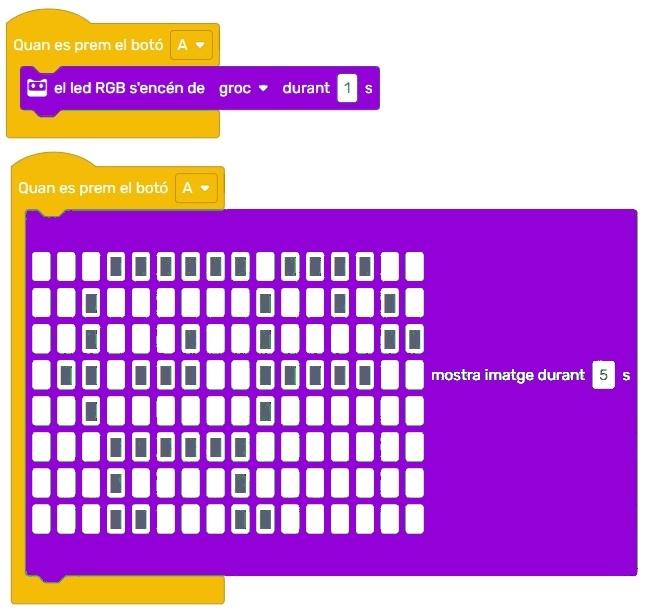 Quan es prem el botó A
el led RGB s'encén de groc durant 1 s
Quan es prem el botó A
mostra imatge durant 5 s